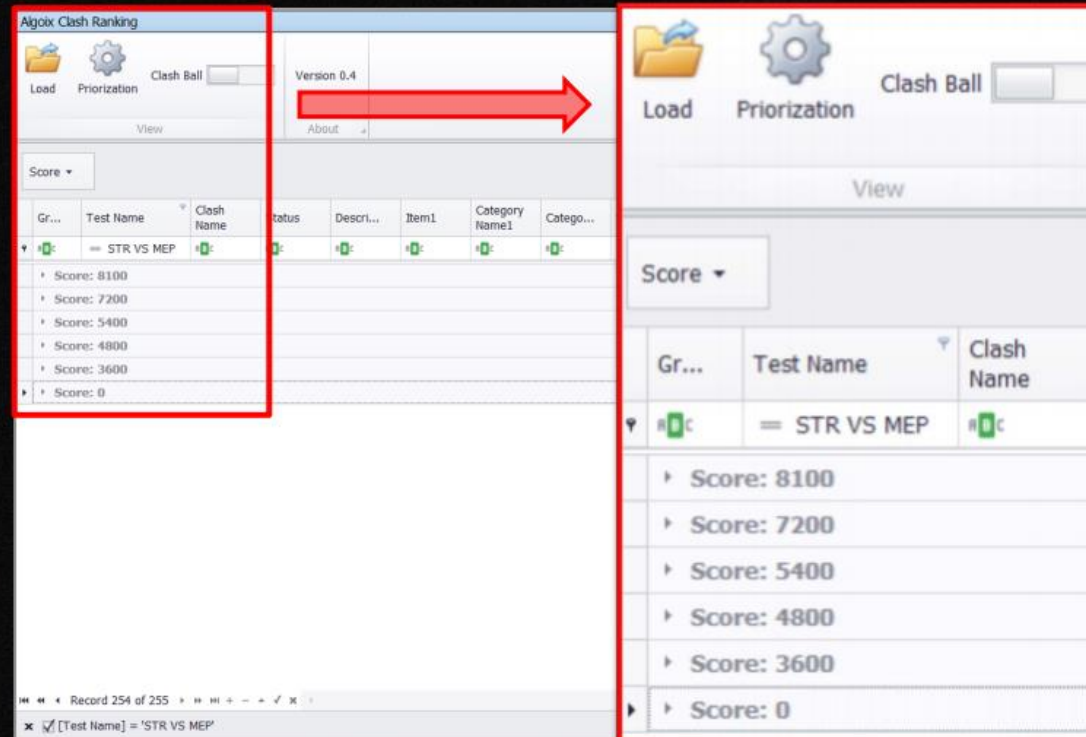 Algoix Clash Ranking
Load
Priorization
Clash Ball
Version 0.4
View
About
Score
Gr...
Test Name
Clash Name
Status
Descri...
Item1
Category Name1
Catego...
= STR VS MEP
Score: 8100
Score: 7200
Score: 5400
Score: 4800
Score: 3600
Score: 0
Record 254 of 255
[Test Name] = 'STR VS MEP'
Load
Priorization
Clash Ball
View
Score
Gr...
Test Name
Clash
Name
= STR VS MEP
Score: 8100
Score: 7200
Score: 5400
Score: 4800
Score: 3600
Score: 0